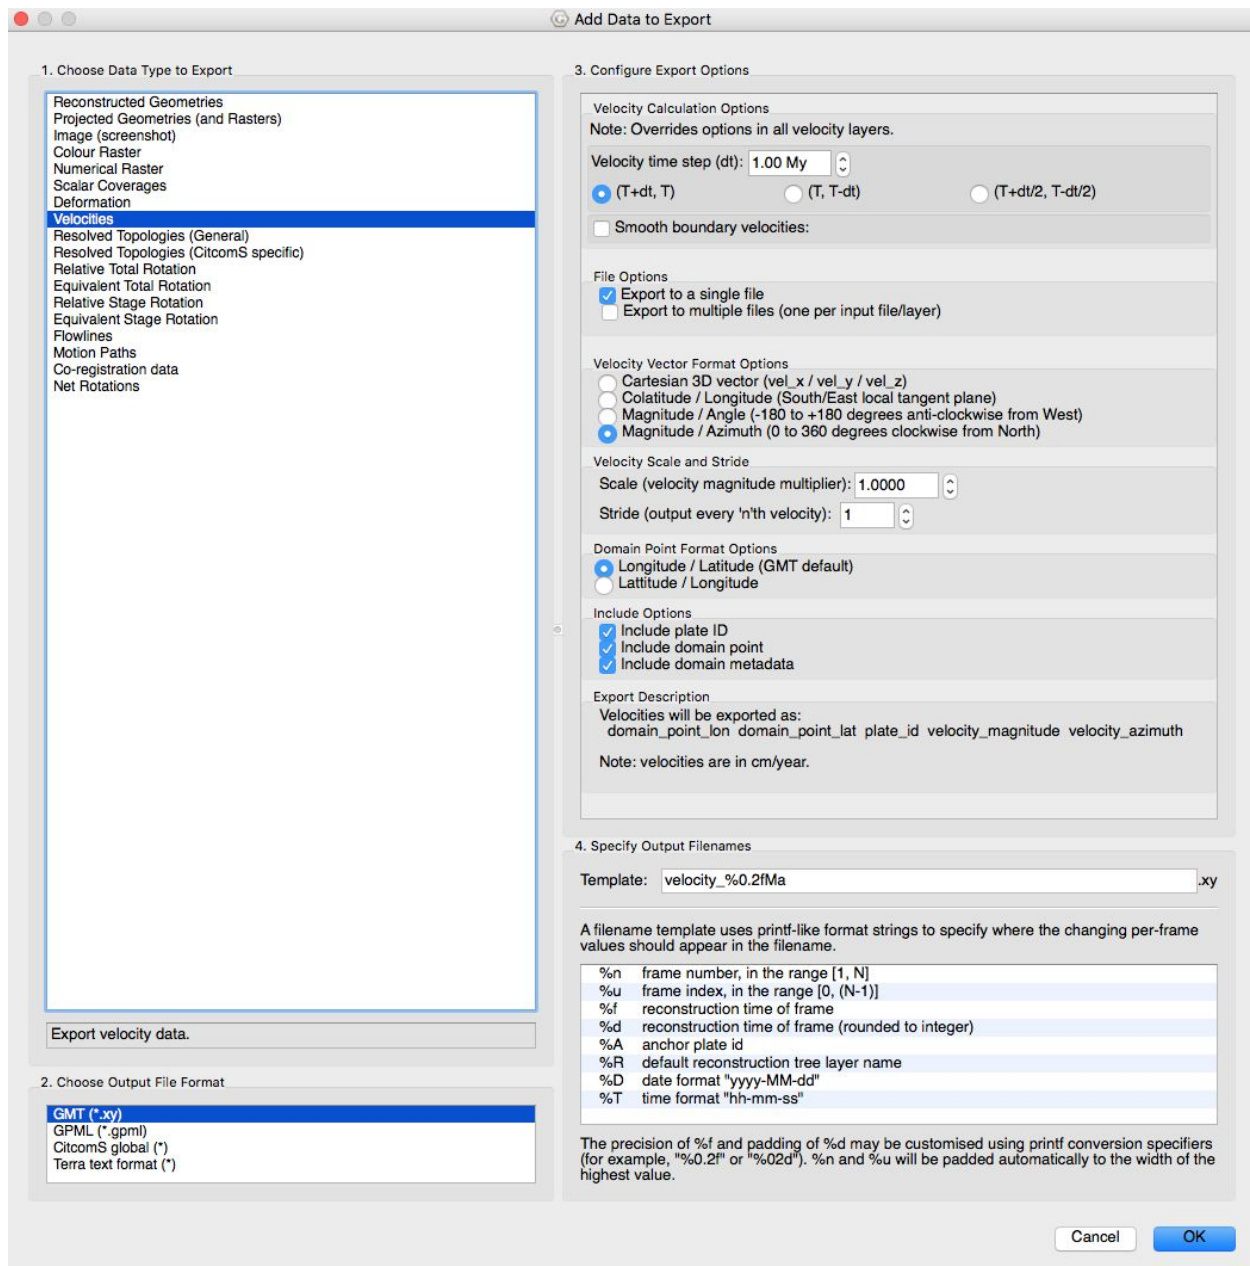 Add Data to Export
1. Choose Data Type to Export
Reconstructed Geometries
Projected Geometries (and Rasters)
Image (screenshot)
Colour Raster
Numerical Raster
Scalar Coverages
Deformation
Velocities
Resolved Topologies (General)
Resolved Topologies (CitcomS specific)
Relative Total Rotation
Equivalent Total Rotation
Relative Stage Rotation
Equivalent Stage Rotation
Flowlines
Motion Paths
Co-registration data
Net Rotations
Export velocity data.
2. Choose Output File Format
GMT (*.xy)
GPML (*.gpml)
CitcomS global (*)
Terra text format (*)
3. Configure Export Options
Velocity Calculation Options
Note: Overrides options in all velocity layers.
Velocity time step (dt): 1.00 My
(T+dt, T) (T, T-dt) (T+dt/2, T-dt/2)
Smooth boundary velocities:
File Options
Export to a single file
Export to multiple files (one per input file/layer)
Velocity Vector Format Options
Cartesian 3D vector (vel_x / vel_y / vel_z)
Colatitude / Longitude (South/East local tangent plane)
Magnitude / Angle (-180 to +180 degrees anti-clockwise from West)
Magnitude / Azimuth (0 to 360 degrees clockwise from North)
Velocity Scale and Stride
Scale (velocity magnitude multiplier): 1.0000
Stride (output every 'n'th velocity): 1
Domain Point Format Options
Longitude / Latitude (GMT default)
Lattitude / Longitude
Include Options
Include plate ID
Include domain point
Include domain metadata
Export Description
Velocities will be exported as:
domain_point_lon domain_point_lat plate_id velocity_magnitude velocity_azimuth
Note: velocities are in cm/year.
4. Specify Output Filenames
Template: velocity_%0.2fMa .xy
A filename template uses printf-like format strings to specify where the changing per-frame
values should appear in the filename.
%n frame number, in the range [1, N]
%u frame index, in the range [0, (N-1)]
%f reconstruction time of frame
%d reconstruction time of frame (rounded to integer)
%A anchor plate id
%R default reconstruction tree layer name
%D date format "yyyy-MM-dd"
%T time format "hh-mm-ss"
The precision of %f and padding of %d may be customised using printf conversion specifiers
(for example, "%0.2f" or "%02d"). %n and %u will be padded automatically to the width of the
highest value.
Cancel OK